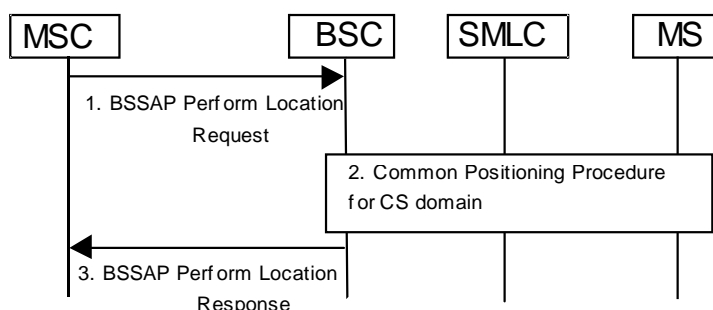 MSC
BSC
SMLC
MS
1. BSSAP Perform Location
Request
2. Common Positioning Procedure
for CS domain
3. BSSAP Perform Location
Response